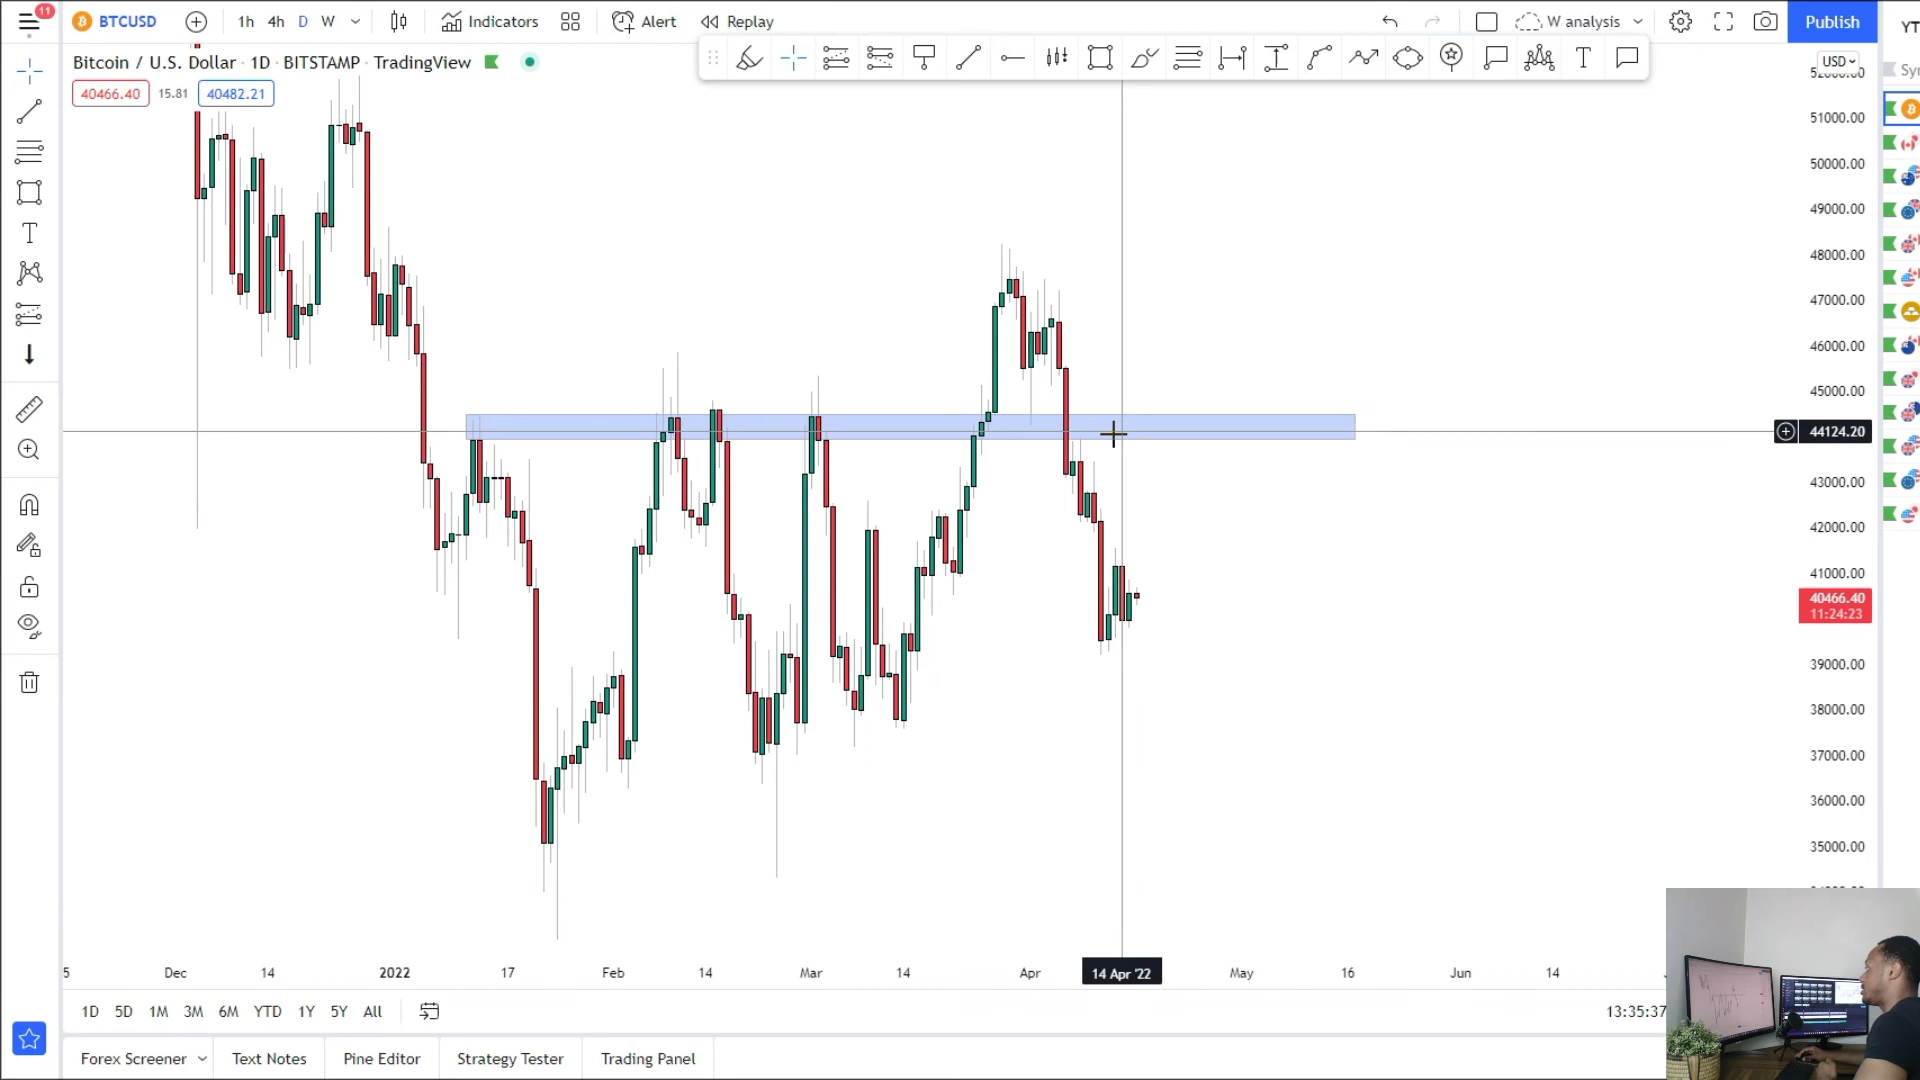 11
BTCUSD
1h 4h D W
Indicators
Alert
Replay
W analysis
Publish
YT
Bitcoin / U.S. Dollar · 1D · BITSTAMP · TradingView
USD
Sy
40466.40 15.81 40482.21
51000.00
50000.00
49000.00
48000.00
47000.00
46000.00
45000.00
44124.20
43000.00
42000.00
41000.00
40466.40
11:24:23
39000.00
38000.00
37000.00
36000.00
35000.00
5 Dec 14 2022 17 Feb 14 Mar 14 Apr 14 Apr '22 May 16 Jun 14
1D 5D 1M 3M 6M YTD 1Y 5Y All
13:35:37
Forex Screener Text Notes Pine Editor Strategy Tester Trading Panel